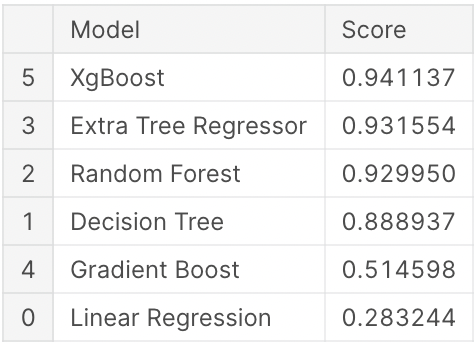 Model Score
5 XgBoost 0.941137
3 Extra Tree Regressor 0.931554
2 Random Forest 0.929950
1 Decision Tree 0.888937
4 Gradient Boost 0.514598
0 Linear Regression 0.283244